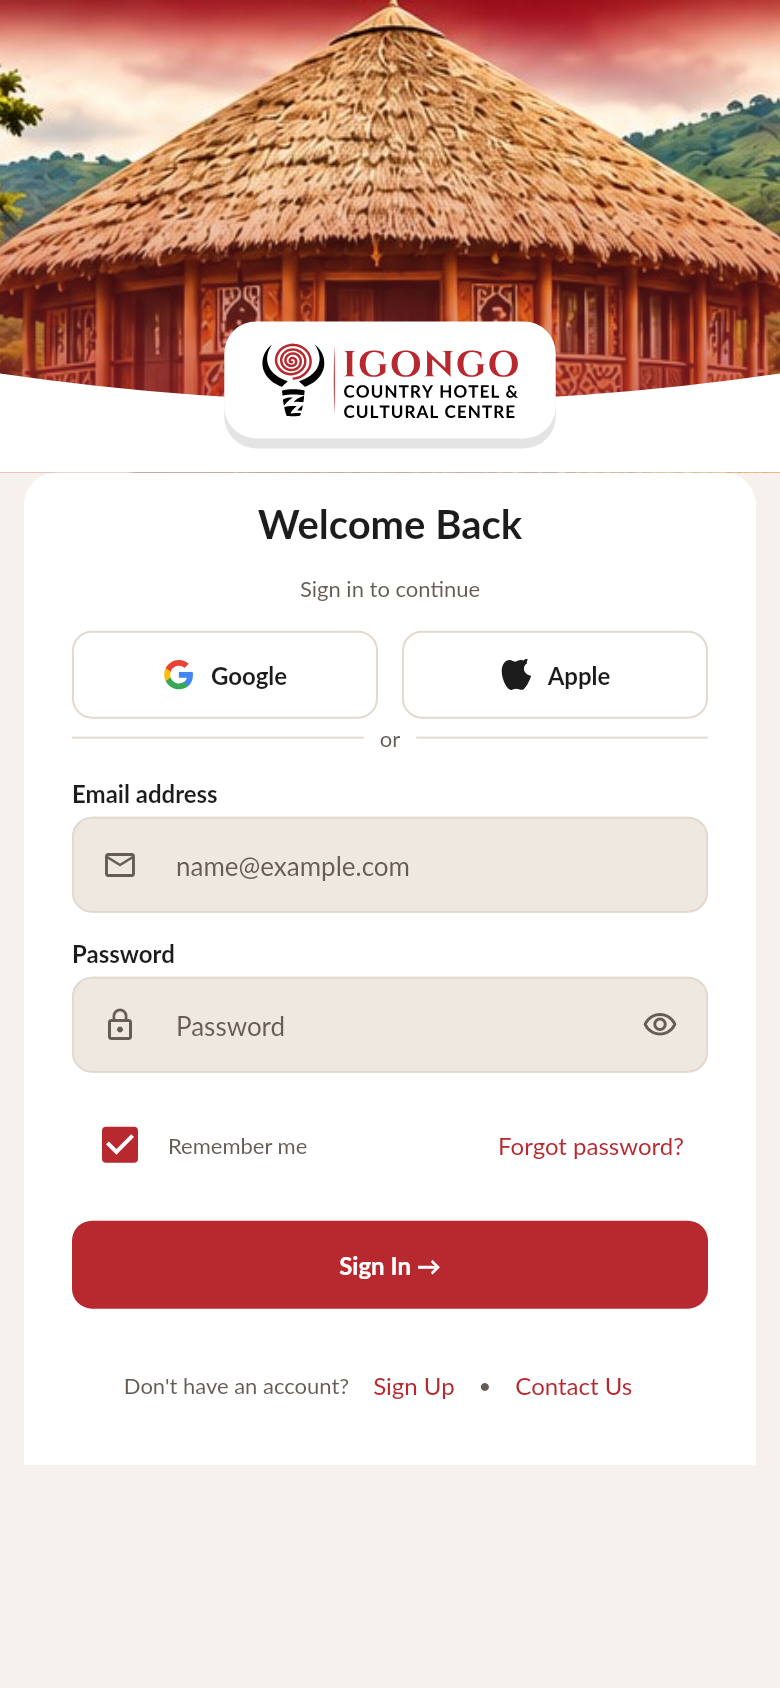 IGONGO
COUNTRY HOTEL &
CULTURAL CENTRE
Welcome Back
Sign in to continue
Google
Apple
or
Email address
name@example.com
Password
Password
Remember me
Forgot password?
Sign In →
Don't have an account? Sign Up • Contact Us